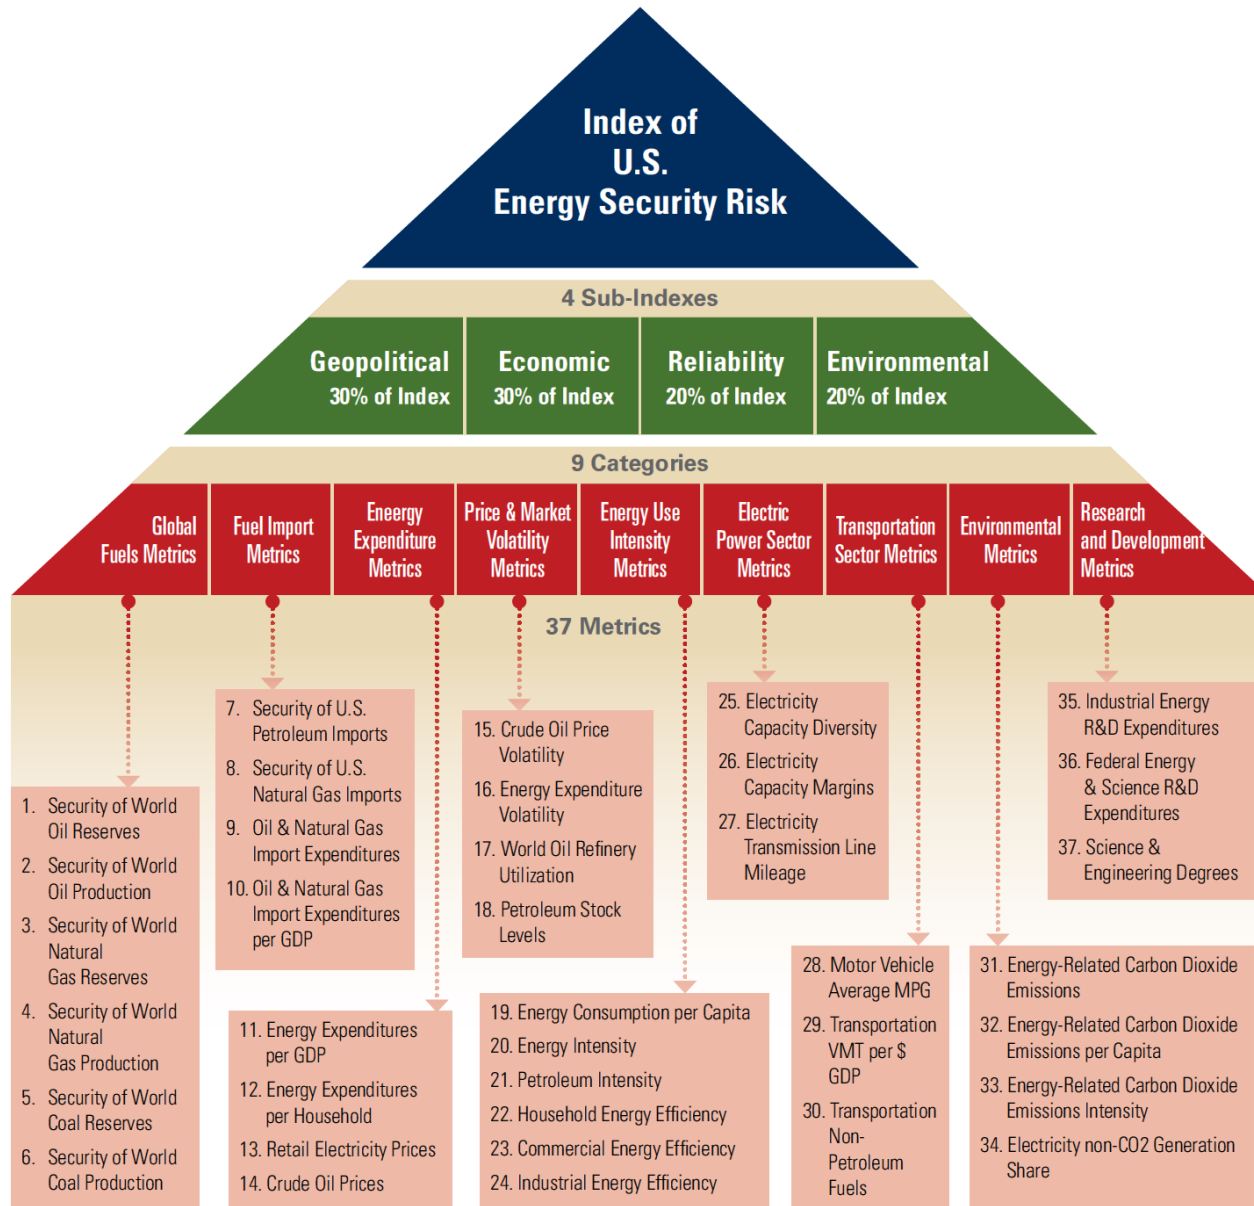 Index of
U.S.
Energy Security Risk
4 Sub-Indexes
Geopolitical
30% of Index
Economic
30% of Index
Reliability
20% of Index
Environmental
20% of Index
9 Categories
Global
Fuels Metrics
Fuel Import
Metrics
Eneergy
Expenditure
Metrics
Price & Market
Volatility
Metrics
Energy Use
Intensity
Metrics
Electric
Power Sector
Metrics
Transportation
Sector Metrics
Environmental
Metrics
Research
and Development
Metrics
37 Metrics
1. Security of World
Oil Reserves
2. Security of World
Oil Production
3. Security of World
Natural
Gas Reserves
4. Security of World
Natural
Gas Production
5. Security of World
Coal Reserves
6. Security of World
Coal Production
7. Security of U.S.
Petroleum Imports
8. Security of U.S.
Natural Gas Imports
9. Oil & Natural Gas
Import Expenditures
10. Oil & Natural Gas
Import Expenditures
per GDP
11. Energy Expenditures
per GDP
12. Energy Expenditures
per Household
13. Retail Electricity Prices
14. Crude Oil Prices
15. Crude Oil Price
Volatility
16. Energy Expenditure
Volatility
17. World Oil Refinery
Utilization
18. Petroleum Stock
Levels
19. Energy Consumption per Capita
20. Energy Intensity
21. Petroleum Intensity
22. Household Energy Efficiency
23. Commercial Energy Efficiency
24. Industrial Energy Efficiency
25. Electricity
Capacity Diversity
26. Electricity
Capacity Margins
27. Electricity
Transmission Line
Mileage
28. Motor Vehicle
Average MPG
29. Transportation
VMT per $
GDP
30. Transportation
Non-
Petroleum
Fuels
31. Energy-Related Carbon Dioxide
Emissions
32. Energy-Related Carbon Dioxide
Emissions per Capita
33. Energy-Related Carbon Dioxide
Emissions Intensity
34. Electricity non-CO2 Generation
Share
35. Industrial Energy
R&D Expenditures
36. Federal Energy
& Science R&D
Expenditures
37. Science &
Engineering Degrees